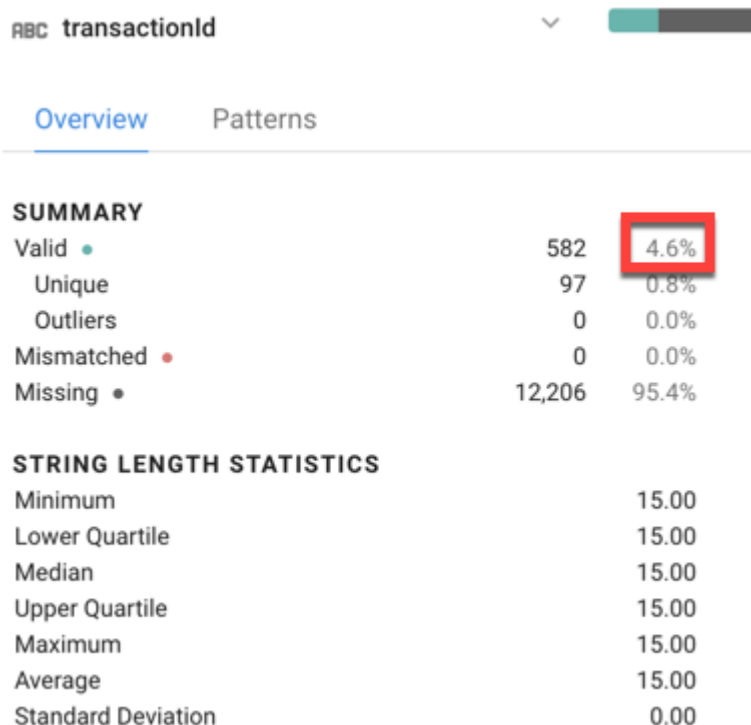 ABC transactionId
Overview Patterns
SUMMARY
Valid 582 4.6%
Unique 97 0.8%
Outliers 0 0.0%
Mismatched 0 0.0%
Missing 12,206 95.4%
STRING LENGTH STATISTICS
Minimum 15.00
Lower Quartile 15.00
Median 15.00
Upper Quartile 15.00
Maximum 15.00
Average 15.00
Standard Deviation 0.00